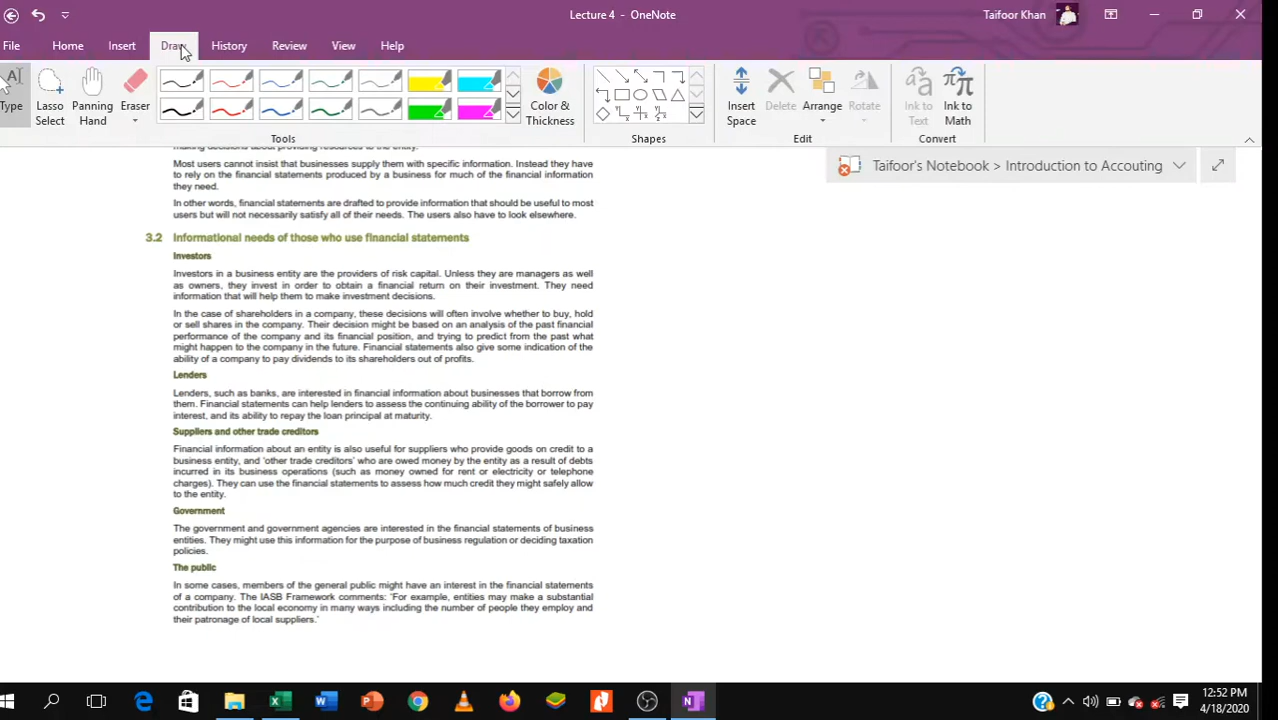 Lecture 4 - OneNote
Taifoor Khan
File Home Insert Draw History Review View Help
Type
Lasso Select
Panning Hand
Eraser
Color & Thickness
Insert Space
Delete
Arrange
Rotate
Ink to Text
Ink to Math
Tools
Shapes
Edit
Convert
Taifoor's Notebook > Introduction to Accouting
making decisions about providing resources to the entity.
Most users cannot insist that businesses supply them with specific information. Instead they have
to rely on the financial statements produced by a business for much of the financial information
they need.
In other words, financial statements are drafted to provide information that should be useful to most
users but will not necessarily satisfy all of their needs. The users also have to look elsewhere.
3.2 Informational needs of those who use financial statements
Investors
Investors in a business entity are the providers of risk capital. Unless they are managers as well
as owners, they invest in order to obtain a financial return on their investment. They need
information that will help them to make investment decisions.
In the case of shareholders in a company, these decisions will often involve whether to buy, hold
or sell shares in the company. Their decision might be based on an analysis of the past financial
performance of the company and its financial position, and trying to predict from the past what
might happen to the company in the future. Financial statements also give some indication of the
ability of a company to pay dividends to its shareholders out of profits.
Lenders
Lenders, such as banks, are interested in financial information about businesses that borrow from
them. Financial statements can help lenders to assess the continuing ability of the borrower to pay
interest, and its ability to repay the loan principal at maturity.
Suppliers and other trade creditors
Financial information about an entity is also useful for suppliers who provide goods on credit to a
business entity, and 'other trade creditors' who are owed money by the entity as a result of debts
incurred in its business operations (such as money owned for rent or electricity or telephone
charges). They can use the financial statements to assess how much credit they might safely allow
to the entity.
Government
The government and government agencies are interested in the financial statements of business
entities. They might use this information for the purpose of business regulation or deciding taxation
policies.
The public
In some cases, members of the general public might have an interest in the financial statements
of a company. The IASB Framework comments: 'For example, entities may make a substantial
contribution to the local economy in many ways including the number of people they employ and
their patronage of local suppliers.'
12:52 PM
4/18/2020